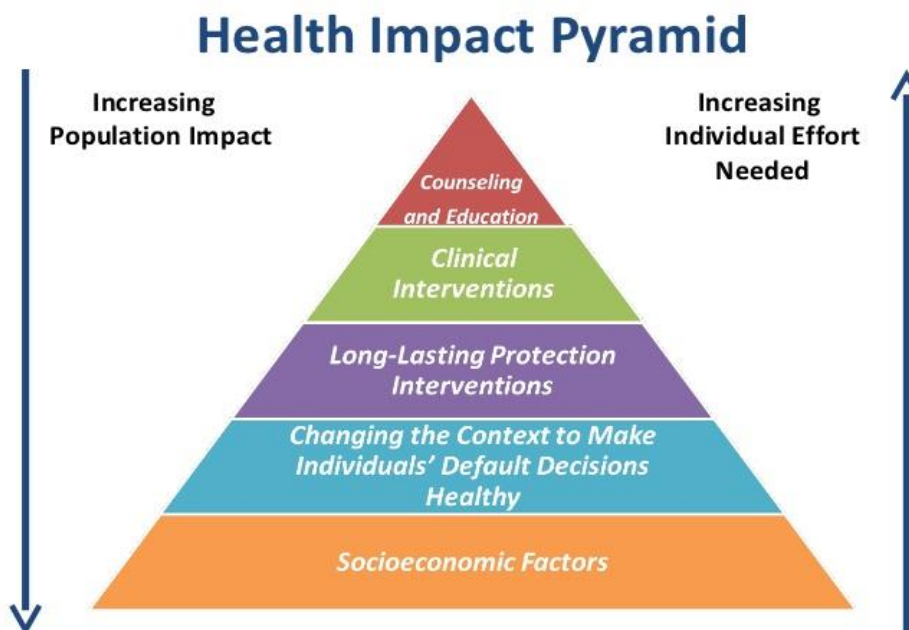 Health Impact Pyramid
Increasing
Population Impact
Increasing
Individual Effort
Needed
Counseling
and Education
Clinical
Interventions
Long-Lasting Protection
Interventions
Changing the Context to Make
Individuals’ Default Decisions
Healthy
Socioeconomic Factors